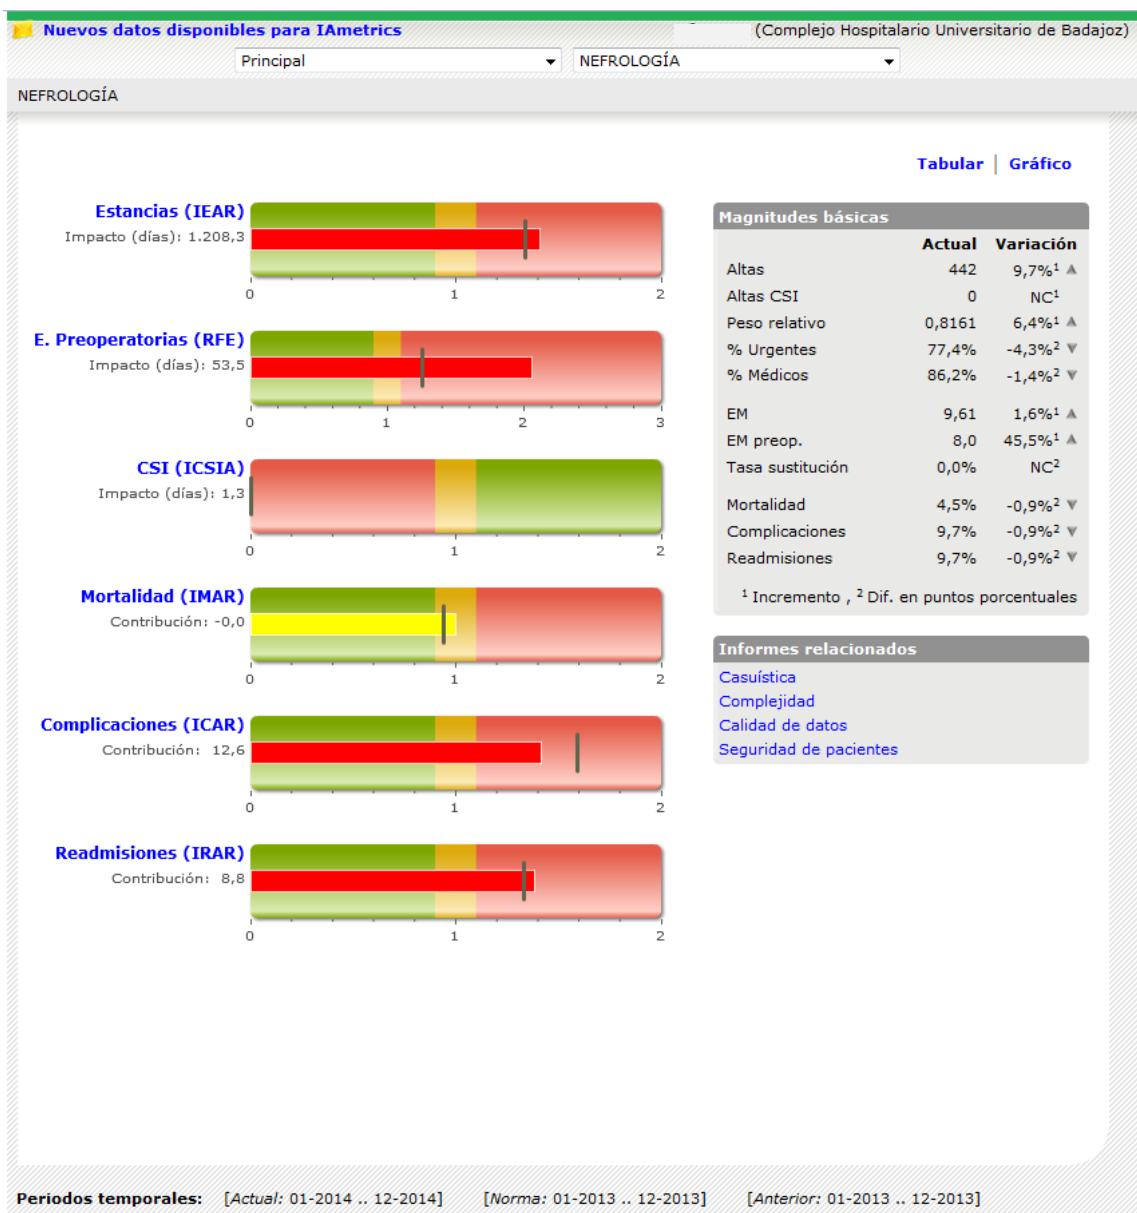 Nuevos datos disponibles para IAmetrics
(Complejo Hospitalario Universitario de Badajoz)
Principal
NEFROLOGÍA
NEFROLOGÍA
Tabular | Gráfico
Estancias (IEAR)
Impacto (días): 1.208,3
0 1 2
E. Preoperatorias (RFE)
Impacto (días): 53,5
0 1 2 3
CSI (ICSIA)
Impacto (días): 1,3
0 1 2
Mortalidad (IMAR)
Contribución: -0,0
0 1 2
Complicaciones (ICAR)
Contribución: 12,6
0 1 2
Readmisiones (IRAR)
Contribución: 8,8
0 1 2
Magnitudes básicas
Actual Variación
Altas 442 9,7%¹ ▲
Altas CSI 0 NC¹
Peso relativo 0,8161 6,4%¹ ▲
% Urgentes 77,4% -4,3%² ▼
% Médicos 86,2% -1,4%² ▼
EM 9,61 1,6%¹ ▲
EM preop. 8,0 45,5%¹ ▲
Tasa sustitución 0,0% NC²
Mortalidad 4,5% -0,9%² ▼
Complicaciones 9,7% -0,9%² ▼
Readmisiones 9,7% -0,9%² ▼
¹ Incremento , ² Dif. en puntos porcentuales
Informes relacionados
Casuística
Complejidad
Calidad de datos
Seguridad de pacientes
Periodos temporales: [Actual: 01-2014 .. 12-2014] [Norma: 01-2013 .. 12-2013] [Anterior: 01-2013 .. 12-2013]